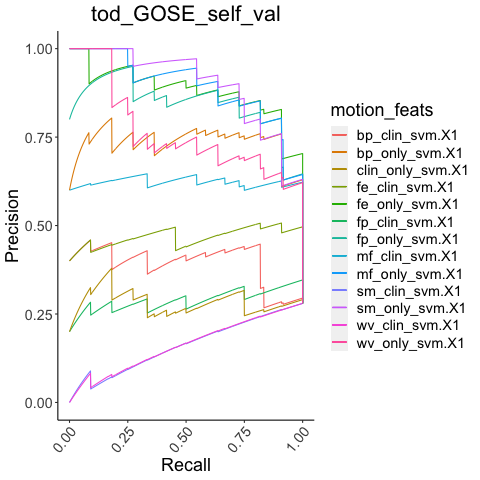 tod_GOSE_self_val
1.00
0.75
0.50
0.25
0.00
Precision
0.00
0.25
0.50
0.75
1.00
Recall
motion_feats
bp_clin_svm.X1
bp_only_svm.X1
clin_only_svm.X1
fe_clin_svm.X1
fe_only_svm.X1
fp_clin_svm.X1
fp_only_svm.X1
mf_clin_svm.X1
mf_only_svm.X1
sm_clin_svm.X1
sm_only_svm.X1
wv_clin_svm.X1
wv_only_svm.X1